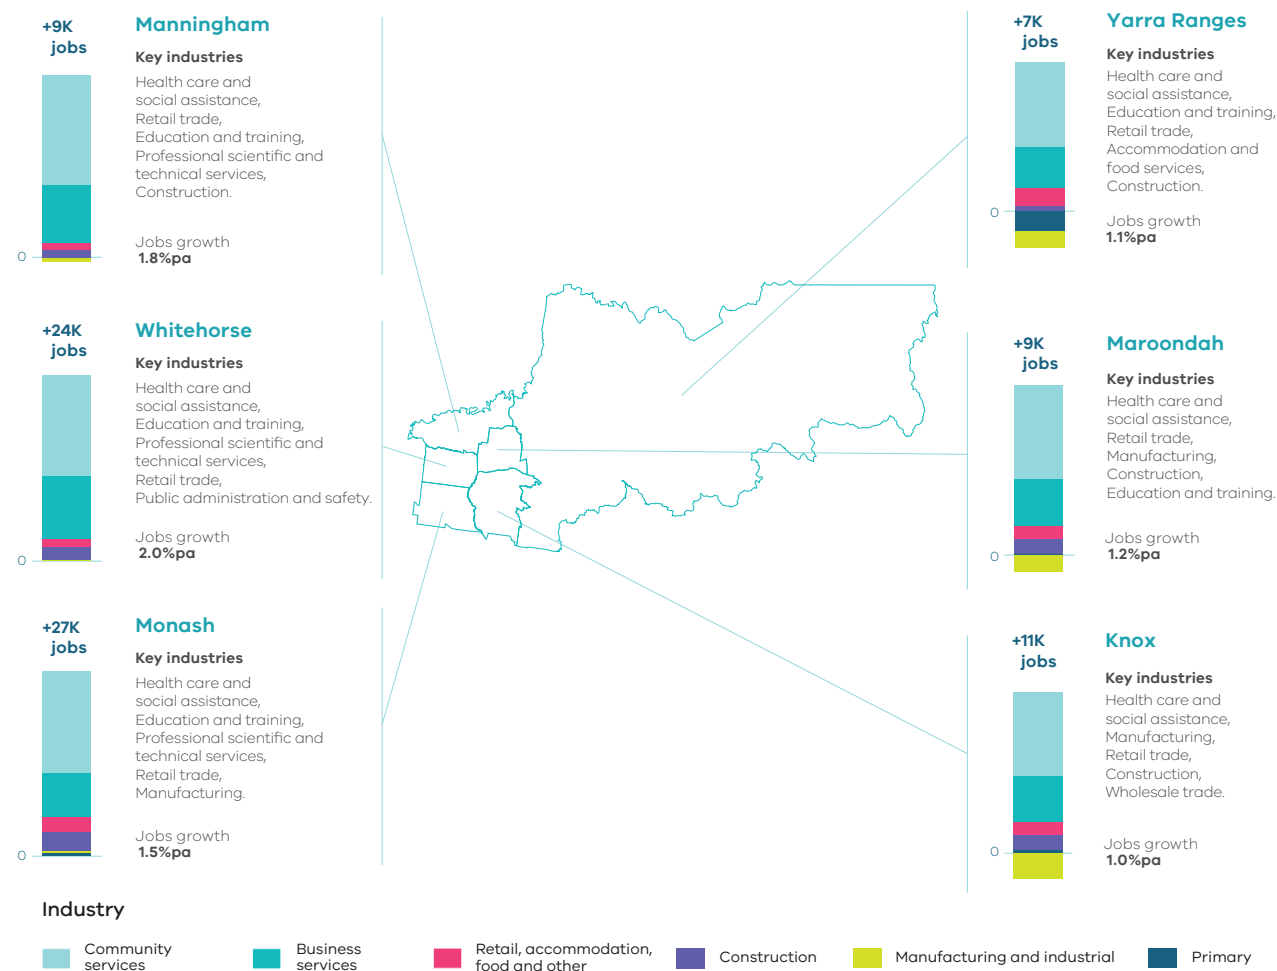 +9K
jobs
Manningham
Key industries
Health care and
social assistance,
Retail trade,
Education and training,
Professional scientific and
technical services,
Construction.
Jobs growth
1.8%pa
0
+24K
jobs
Whitehorse
Key industries
Health care and
social assistance,
Education and training,
Professional scientific and
technical services,
Retail trade,
Public administration and safety.
Jobs growth
2.0%pa
0
+27K
jobs
Monash
Key industries
Health care and
social assistance,
Education and training,
Professional scientific and
technical services,
Retail trade,
Manufacturing.
Jobs growth
1.5%pa
0
+7K
jobs
Yarra Ranges
Key industries
Health care and
social assistance,
Education and training,
Retail trade,
Accommodation and
food services,
Construction.
Jobs growth
1.1%pa
0
+9K
jobs
Maroondah
Key industries
Health care and
social assistance,
Retail trade,
Manufacturing,
Construction,
Education and training.
Jobs growth
1.2%pa
0
+11K
jobs
Knox
Key industries
Health care and
social assistance,
Manufacturing,
Retail trade,
Construction,
Wholesale trade.
Jobs growth
1.0%pa
0
Industry
Community
services
Business
services
Retail, accommodation,
food and other
Construction
Manufacturing and industrial
Primary